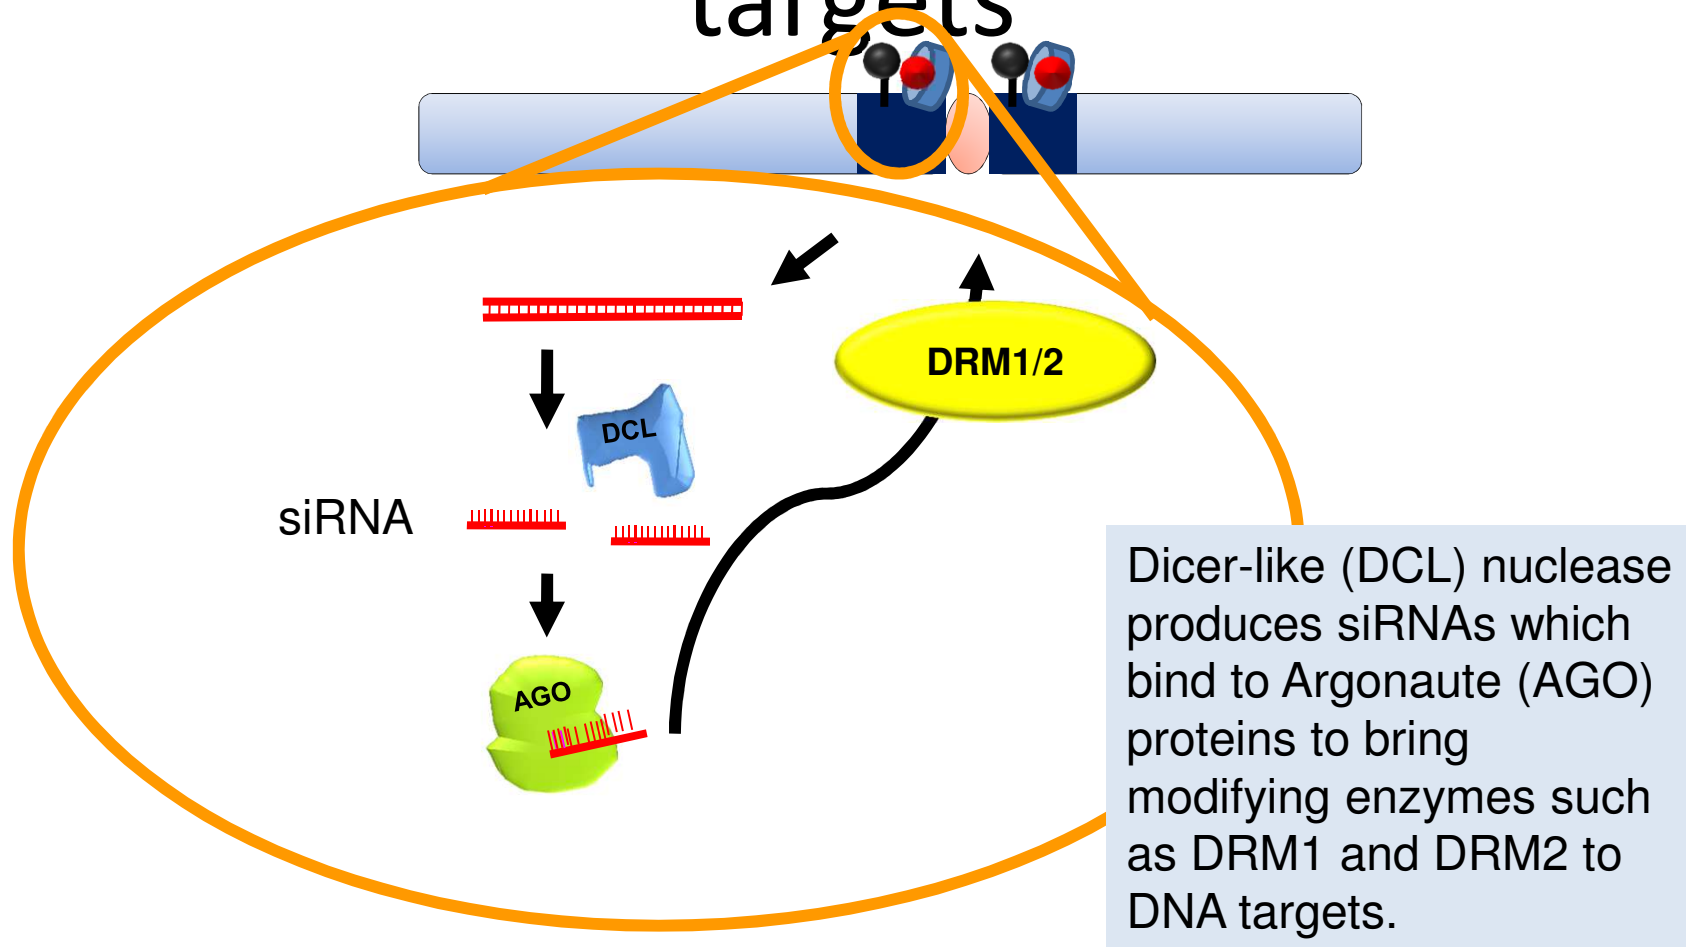 targets
DRM1/2
DCL
siRNA
AGO
Dicer-like (DCL) nuclease
produces siRNAs which
bind to Argonaute (AGO)
proteins to bring
modifying enzymes such
as DRM1 and DRM2 to
DNA targets.